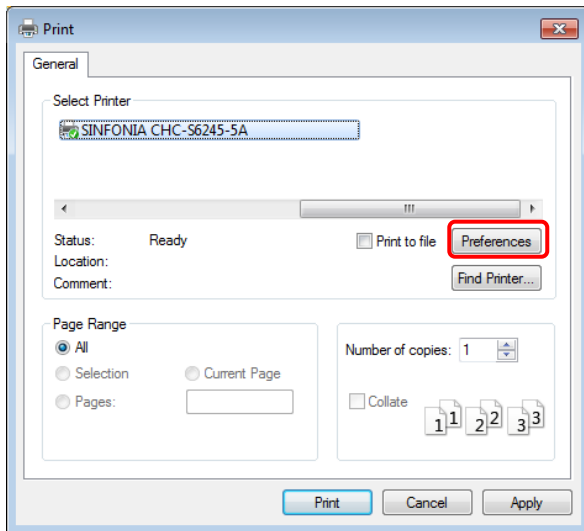 Print
General
Select Printer
SINFONIA CHC-S6245-5A
Status: Ready
Print to file
Preferences
Location:
Comment:
Find Printer...
Page Range
All
Selection
Current Page
Pages:
Number of copies: 1
Collate
1 1 2 2 3 3
Print
Cancel
Apply